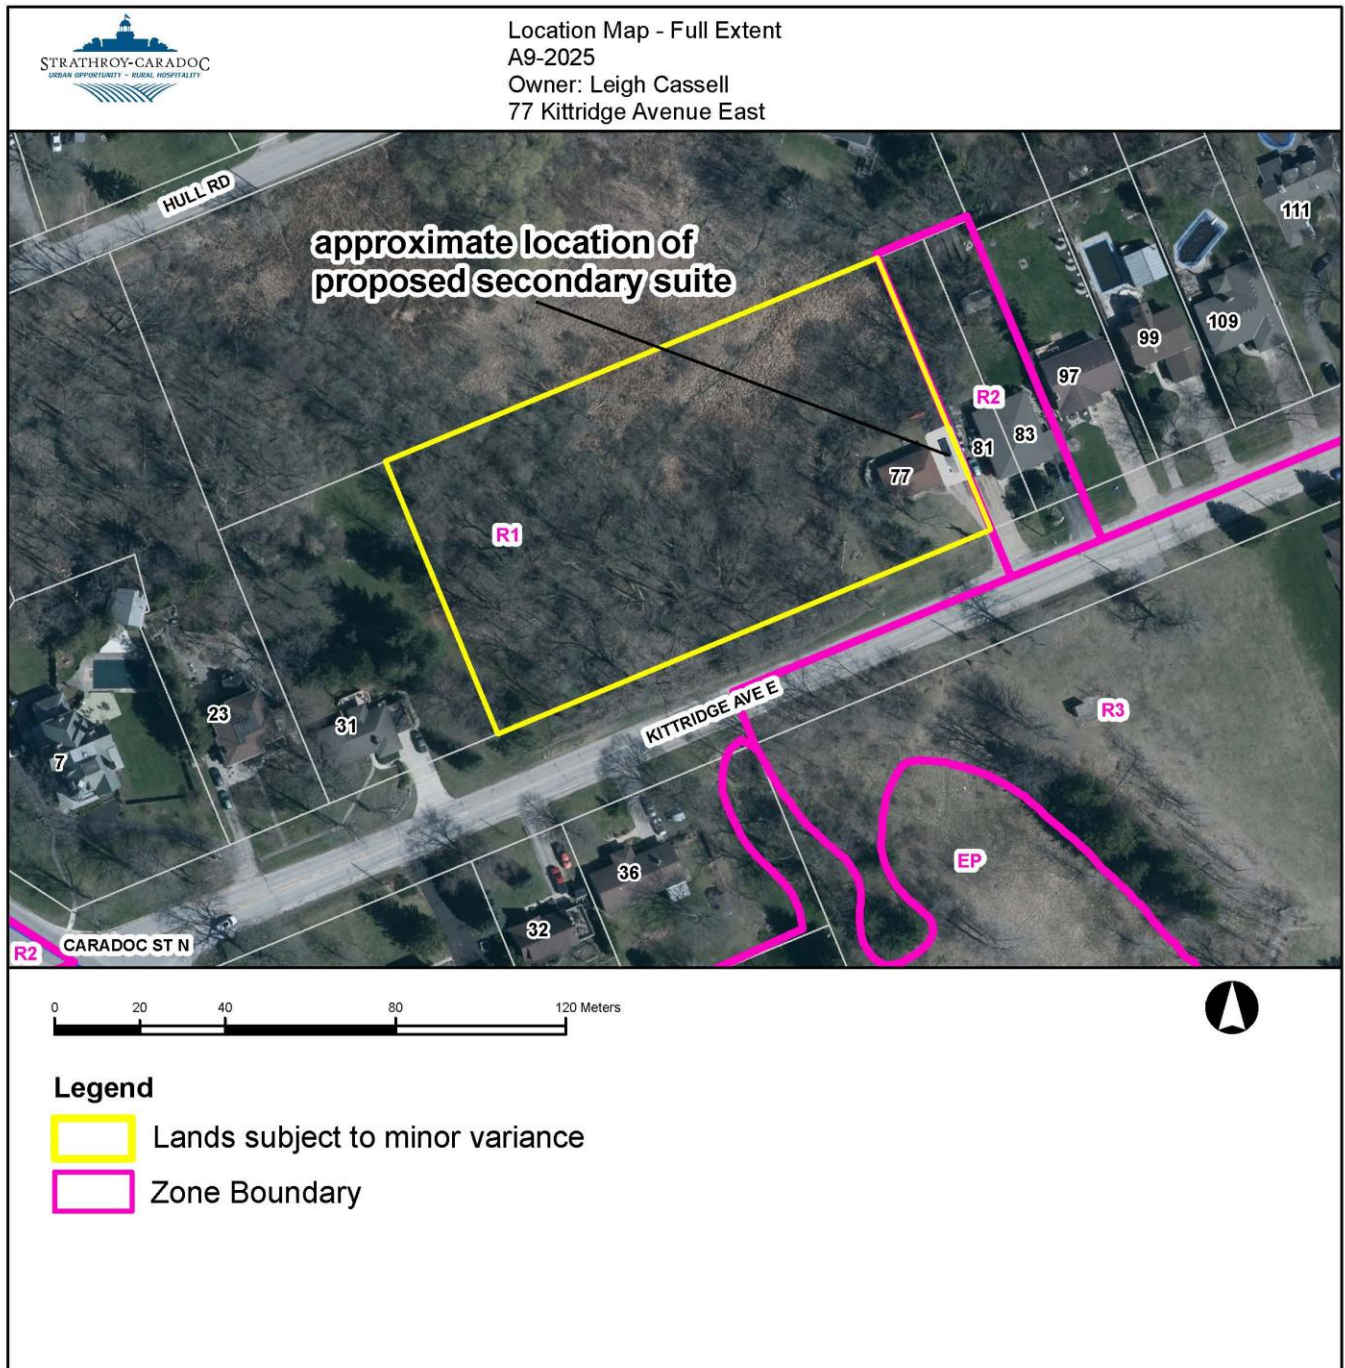 STRATHROY-CARADOC
URBAN OPPORTUNITY ~ RURAL HOSPITALITY
Location Map - Full Extent
A9-2025
Owner: Leigh Cassell
77 Kittridge Avenue East
HULL RD
111
approximate location of
proposed secondary suite
109
99
97
R2
83
81
77
R1
KITTRIDGE AVE E
R3
23
31
7
EP
36
32
CARADOC ST N
R2
0 20 40 80 120 Meters
Legend
Lands subject to minor variance
Zone Boundary